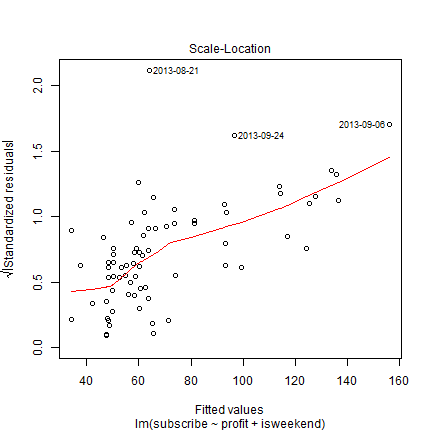 Scale-Location
√|Standardized residuals|
2.0
1.5
1.0
0.5
0.0
2013-08-21
2013-09-24
2013-09-06
40 60 80 100 120 140 160
Fitted values
lm(subscribe ~ profit + isweekend)